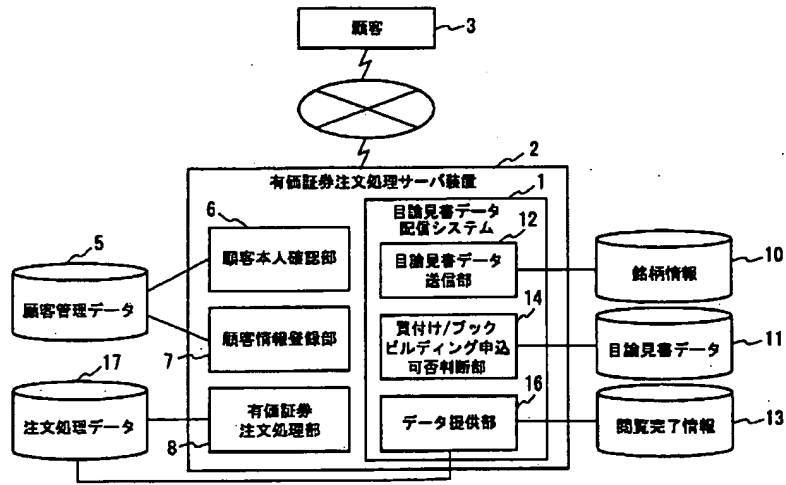 顧客
3
2
有価証券注文処理サーバ装置
1
目論見書データ
配信システム
6
12
5
顧客本人確認部
目論見書データ
送信部
銘柄情報
10
顧客管理データ
14
顧客情報登録部
7
買付け/ブック
ビルディング申込
可否判断部
目論見書データ
11
17
16
注文処理データ
有価証券
注文処理部
8
データ提供部
閲覧完了情報
13